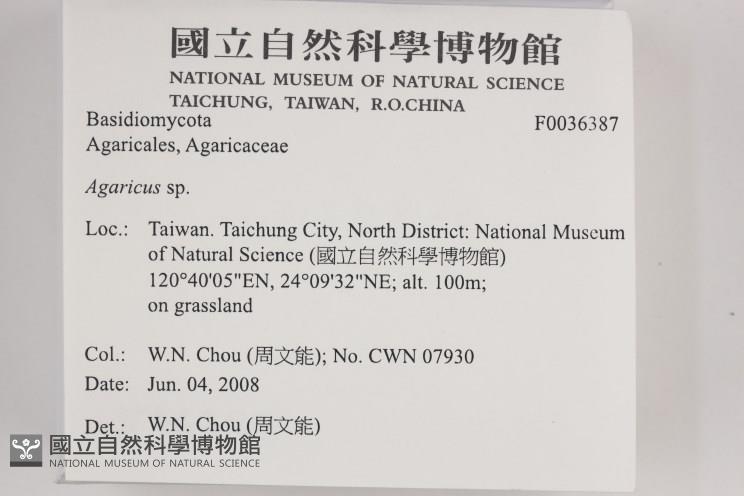 國立自然科學博物館
NATIONAL MUSEUM OF NATURAL SCIENCE
TAICHUNG, TAIWAN, R.O.CHINA
Basidiomycota F0036387
Agaricales, Agaricaceae
Agaricus sp.
Loc.: Taiwan. Taichung City, North District: National Museum
of Natural Science (國立自然科學博物館)
120°40'05"EN, 24°09'32"NE; alt. 100m;
on grassland
Col.: W.N. Chou (周文能); No. CWN 07930
Date: Jun. 04, 2008
Det.: W.N. Chou (周文能)
國立自然科學博物館
NATIONAL MUSEUM OF NATURAL SCIENCE